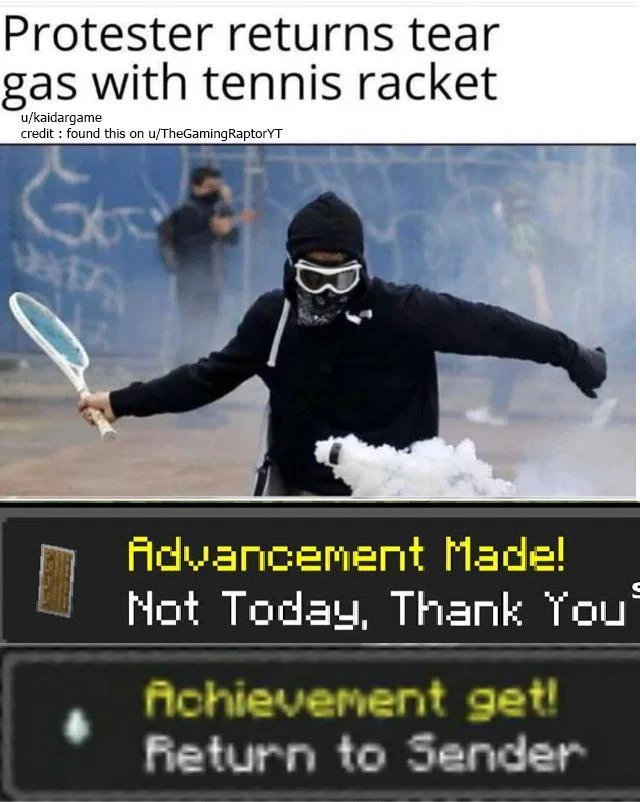 Protester returns tear
gas with tennis racket
u/kaidargame
credit : found this on u/TheGamingRaptorYT
Advancement Made!
Not Today, Thank You
Achievement get!
Return to Sender